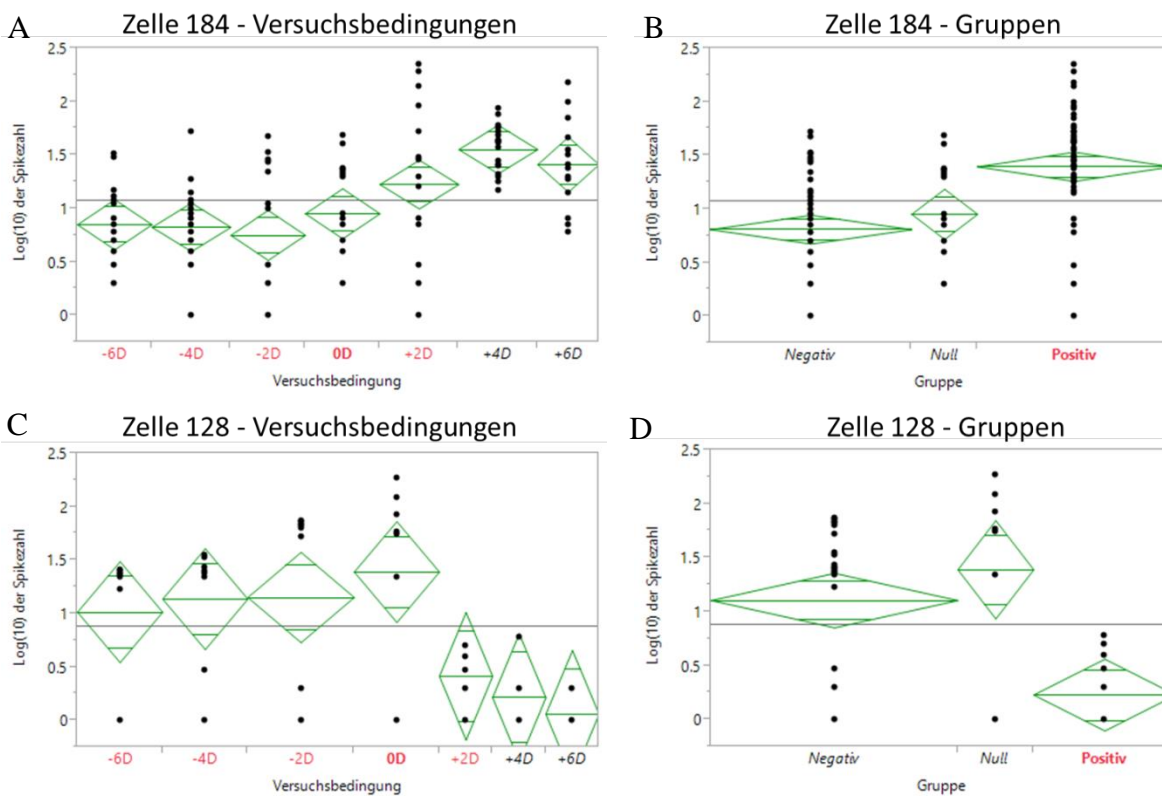 A
Zelle 184 - Versuchsbedingungen
2.5
2
1.5
1
0.5
0
Log(10) der Spikezahl
-6D -4D -2D 0D +2D +4D +6D
Versuchsbedingung
B
Zelle 184 - Gruppen
2.5
2
1.5
1
0.5
0
Log(10) der Spikezahl
Negativ Null Positiv
Gruppe
C
Zelle 128 - Versuchsbedingungen
2.5
2
1.5
1
0.5
0
Log(10) der Spikezahl
-6D -4D -2D 0D +2D +4D +6D
Versuchsbedingung
D
Zelle 128 - Gruppen
2.5
2
1.5
1
0.5
0
Log(10) der Spikezahl
Negativ Null Positiv
Gruppe